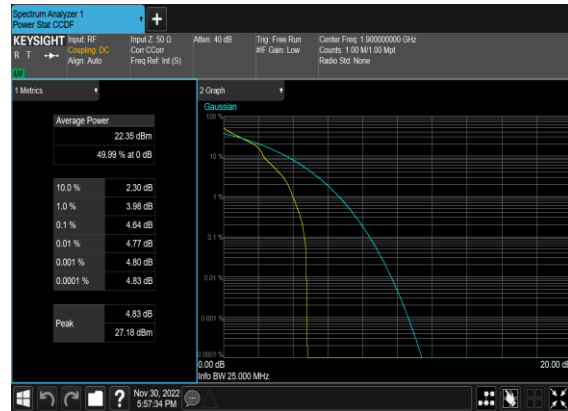 Spectrum Analyzer 1
Power Stat CCDF
+
KEYSIGHT
R T
LXI
Input: RF
Coupling: DC
Align: Auto
Input Z: 50 Ω
Corr CCorr
Freq Ref: Int (S)
Atten: 40 dB
Trig: Free Run
#IF Gain: Low
Center Freq: 1.900000000 GHz
Counts: 1.00 M/1.00 Mpt
Radio Std: None
1 Metrics
Average Power
22.35 dBm
49.99 % at 0 dB
10.0 % 2.30 dB
1.0 % 3.98 dB
0.1 % 4.64 dB
0.01 % 4.77 dB
0.001 % 4.80 dB
0.0001 % 4.83 dB
Peak
4.83 dB
27.18 dBm
2 Graph
Gaussian
100 %
10 %
1 %
0.1 %
0.01 %
0.001 %
0.0001 %
0.00 dB 20.00 dB
Info BW 25.000 MHz
?
Nov 30, 2022
5:57:34 PM